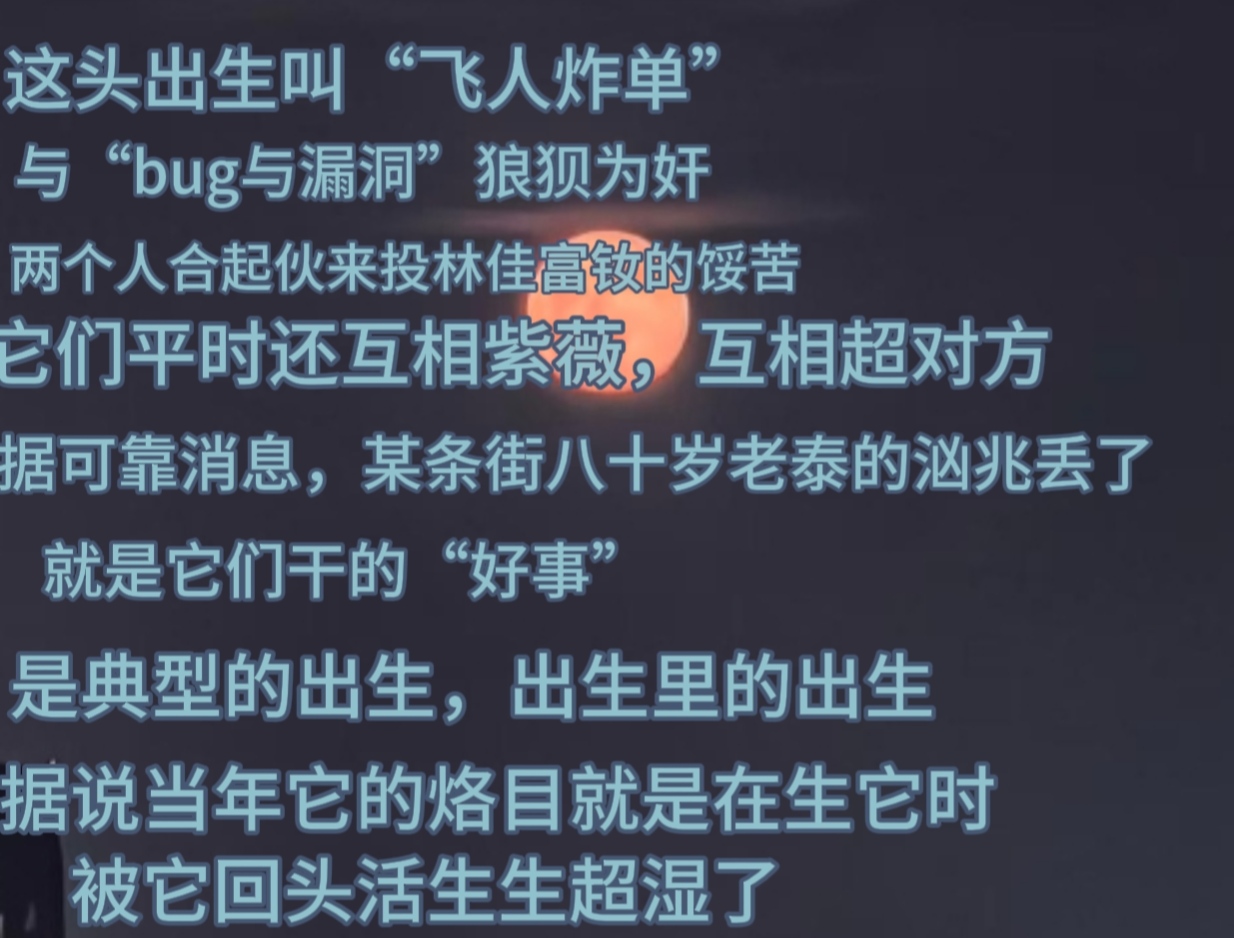 这头出生叫“飞人炸单”
与“bug与漏洞”狼狈为奸
两个人合起伙来投林佳富钕的馁苦
它们平时还互相紫薇，互相超对方
据可靠消息，某条街八十岁老泰的汹兆丢了
就是它们干的“好事”
是典型的出生，出生里的出生
据说当年它的烙目就是在生它时
被它回头活生生超湿了